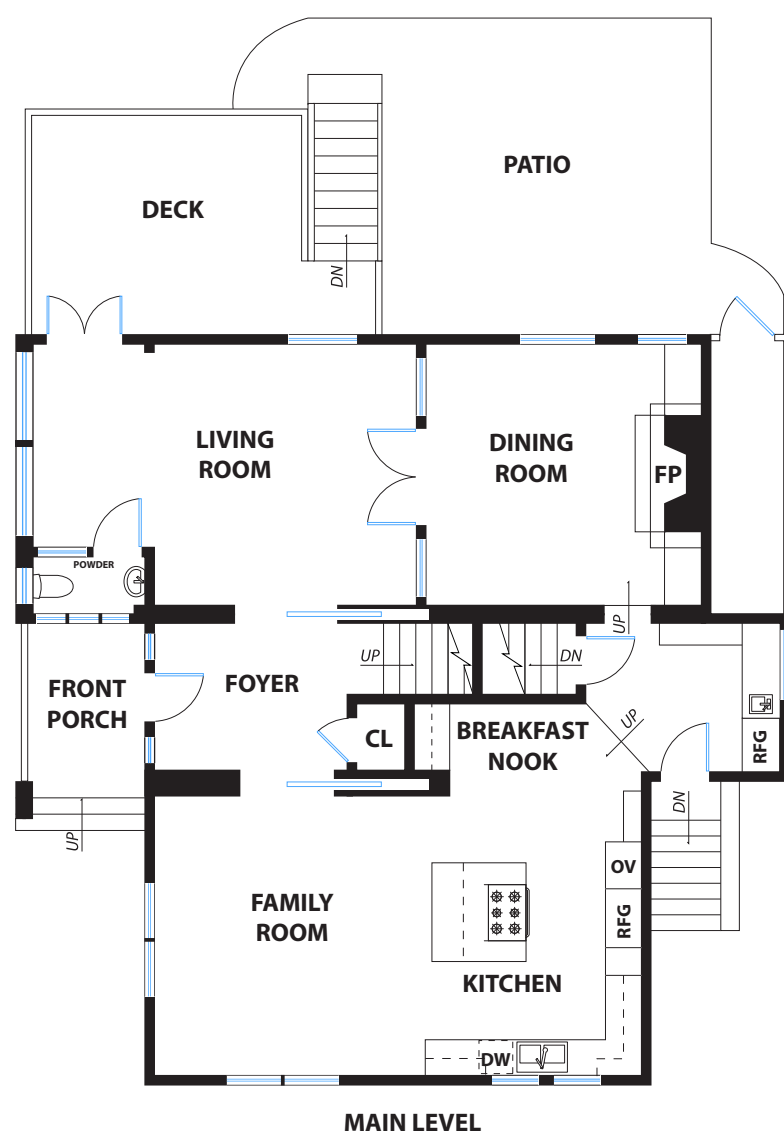 PATIO
DECK
DN
LIVING
ROOM
DINING
ROOM
FP
POWDER
UP
UP
DN
FOYER
FRONT
PORCH
UP
CL
BREAKFAST
NOOK
RFG
DN
UP
OV
FAMILY
ROOM
RFG
KITCHEN
DW
MAIN LEVEL